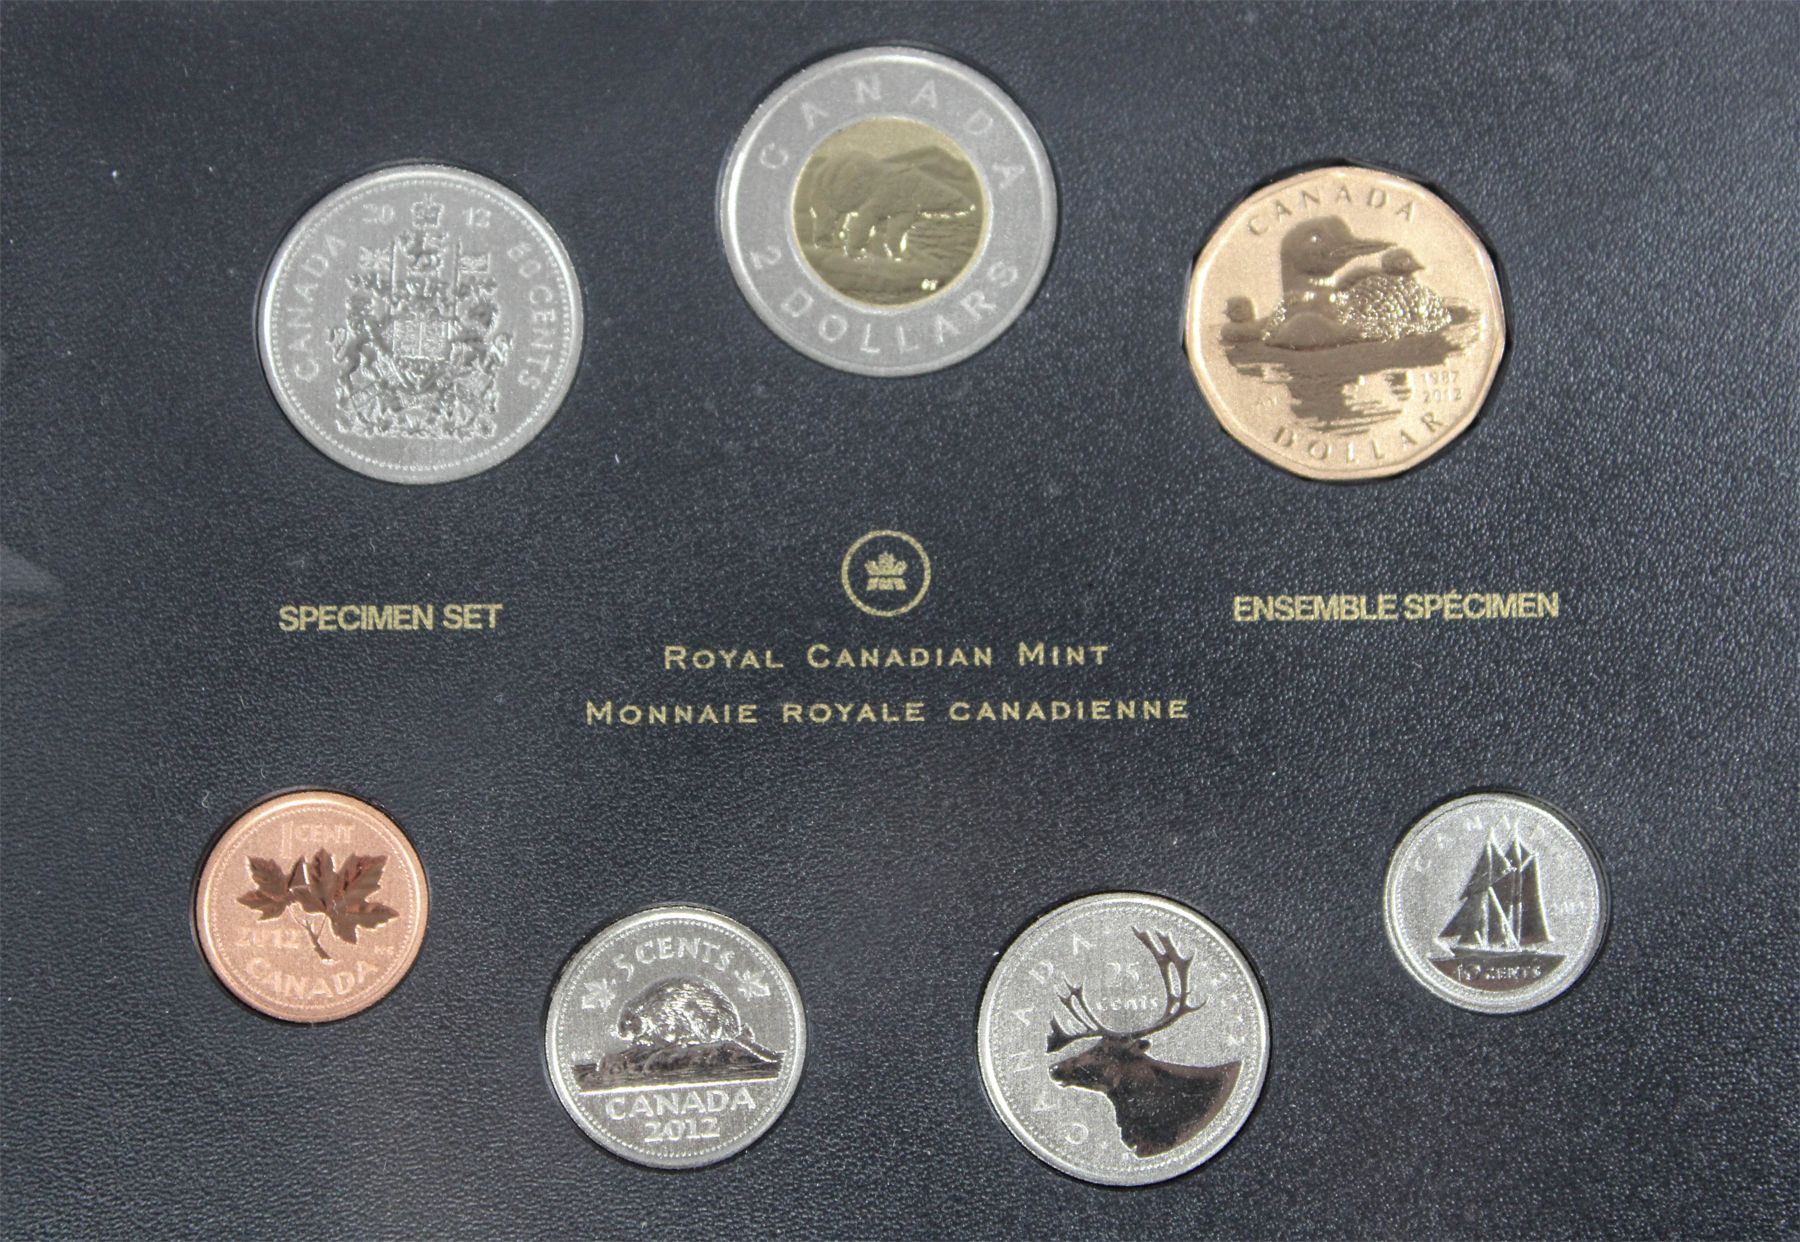 CANADA
2 DOLLARS
2012
CANADA
50 CENTS
CANADA
1987
2012
DOLLAR
SPECIMEN SET
ENSEMBLE SPÉCIMEN
ROYAL CANADIAN MINT
MONNAIE ROYALE CANADIENNE
1 CENT
2012
CANADA
5 CENTS
CANADA
2012
CANADA
25
cents
CANADA
10 CENTS